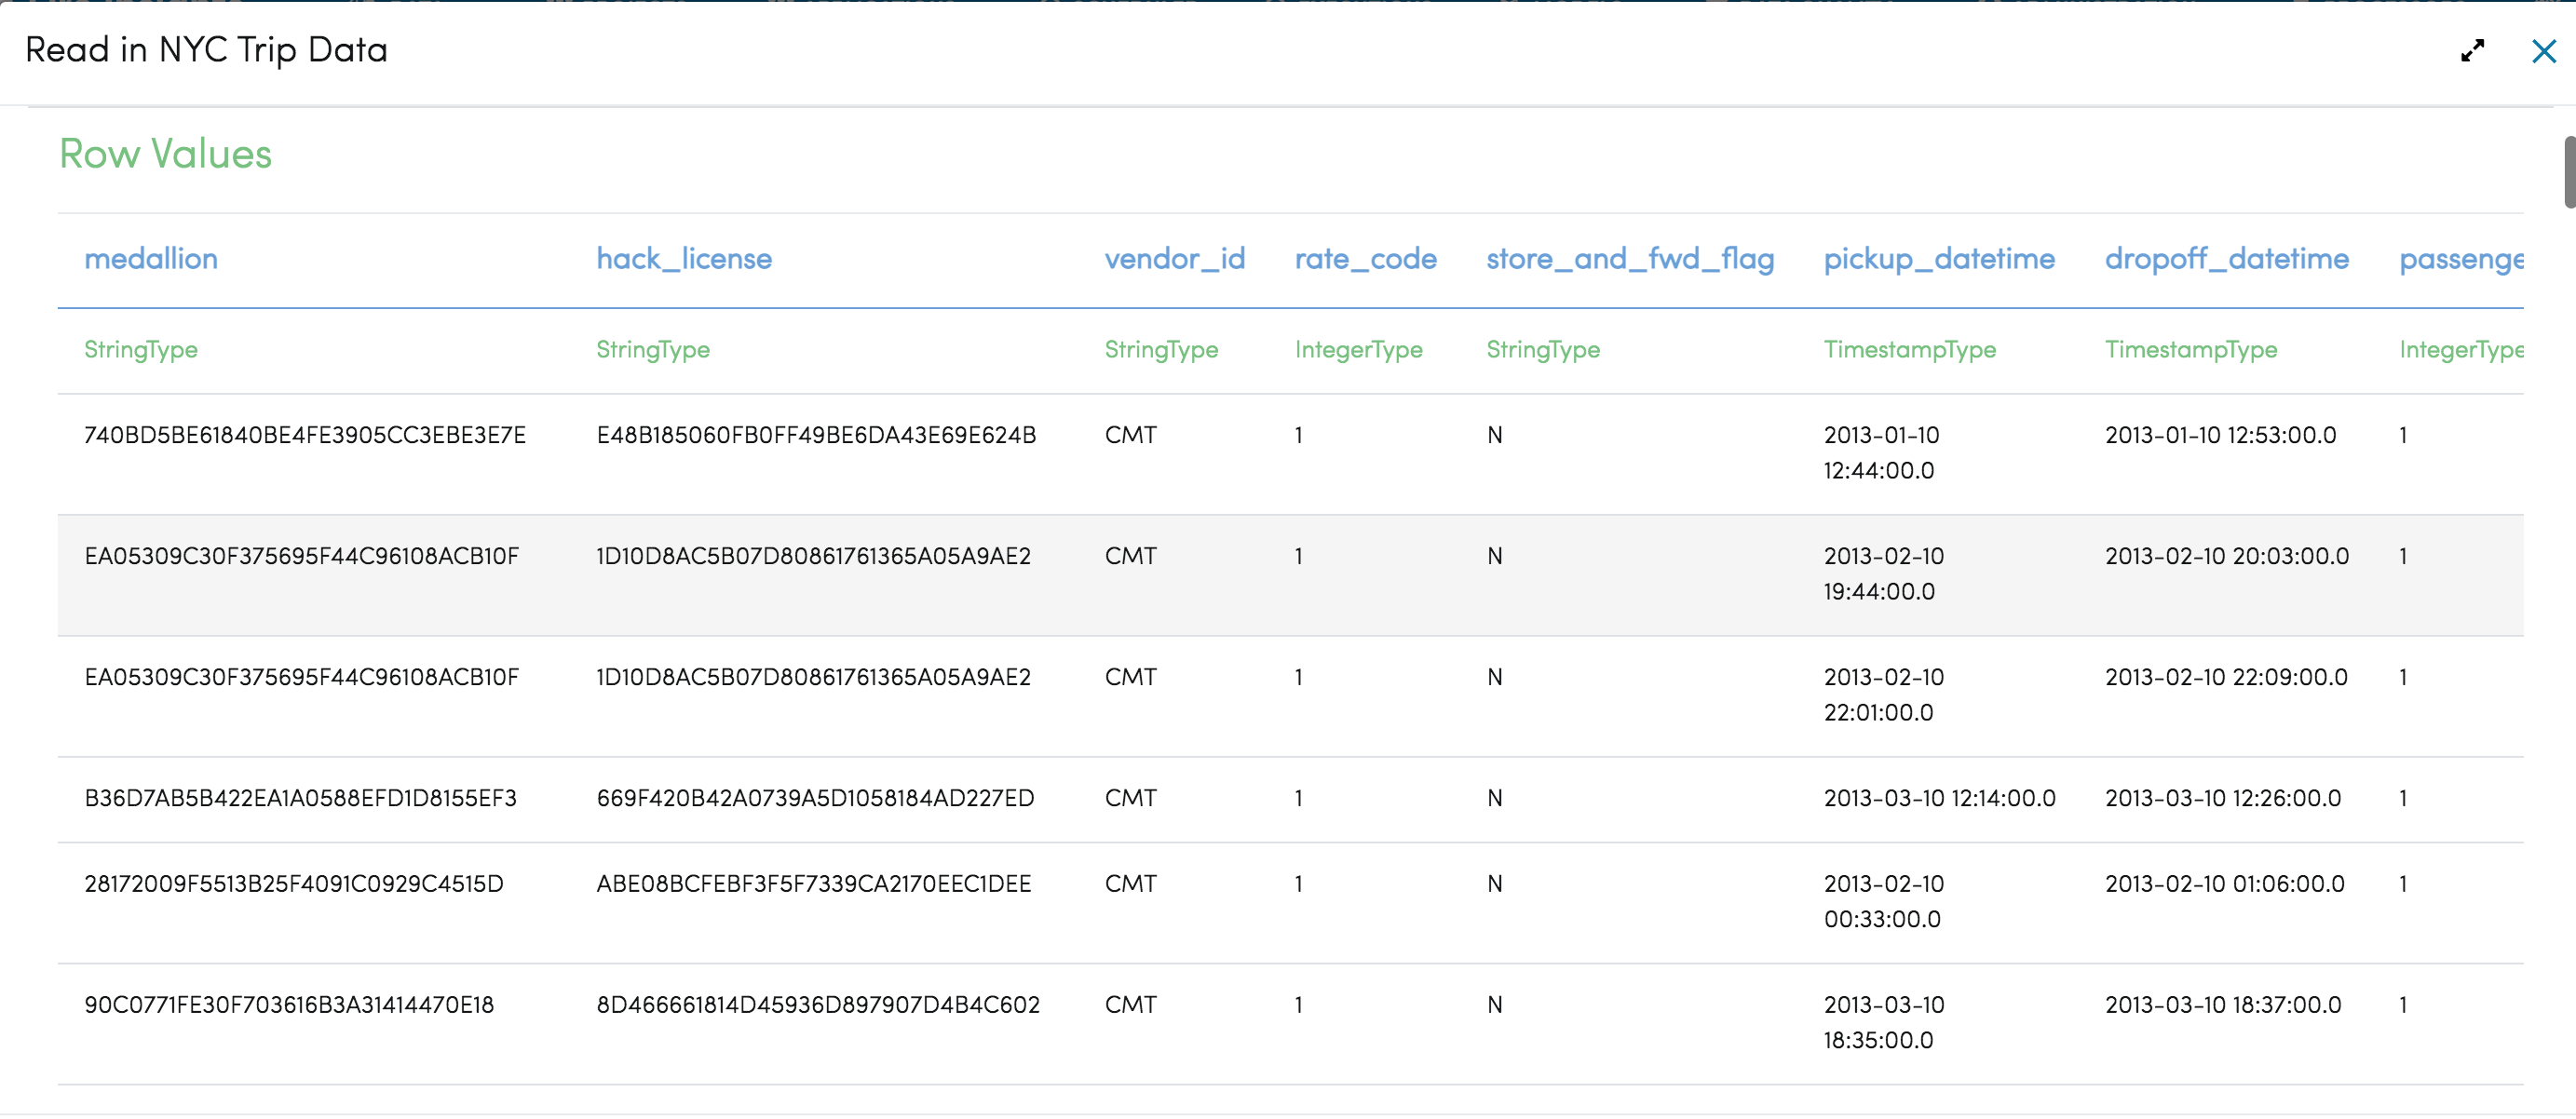 Read in NYC Trip Data
Row Values
medallion hack_license vendor_id rate_code store_and_fwd_flag pickup_datetime dropoff_datetime passenge
StringType StringType StringType IntegerType StringType TimestampType TimestampType IntegerType
740BD5BE61840BE4FE3905CC3EBE3E7E E48B185060FB0FF49BE6DA43E69E624B CMT 1 N 2013-01-10 2013-01-10 12:53:00.0 1
12:44:00.0
EA05309C30F375695F44C96108ACB10F 1D10D8AC5B07D80861761365A05A9AE2 CMT 1 N 2013-02-10 2013-02-10 20:03:00.0 1
19:44:00.0
EA05309C30F375695F44C96108ACB10F 1D10D8AC5B07D80861761365A05A9AE2 CMT 1 N 2013-02-10 2013-02-10 22:09:00.0 1
22:01:00.0
B36D7AB5B422EA1A0588EFD1D8155EF3 669F420B42A0739A5D1058184AD227ED CMT 1 N 2013-03-10 12:14:00.0 2013-03-10 12:26:00.0 1
28172009F5513B25F4091C0929C4515D ABE08BCFEBF3F5F7339CA2170EEC1DEE CMT 1 N 2013-02-10 2013-02-10 01:06:00.0 1
00:33:00.0
90C0771FE30F703616B3A31414470E18 8D466661814D45936D897907D4B4C602 CMT 1 N 2013-03-10 2013-03-10 18:37:00.0 1
18:35:00.0